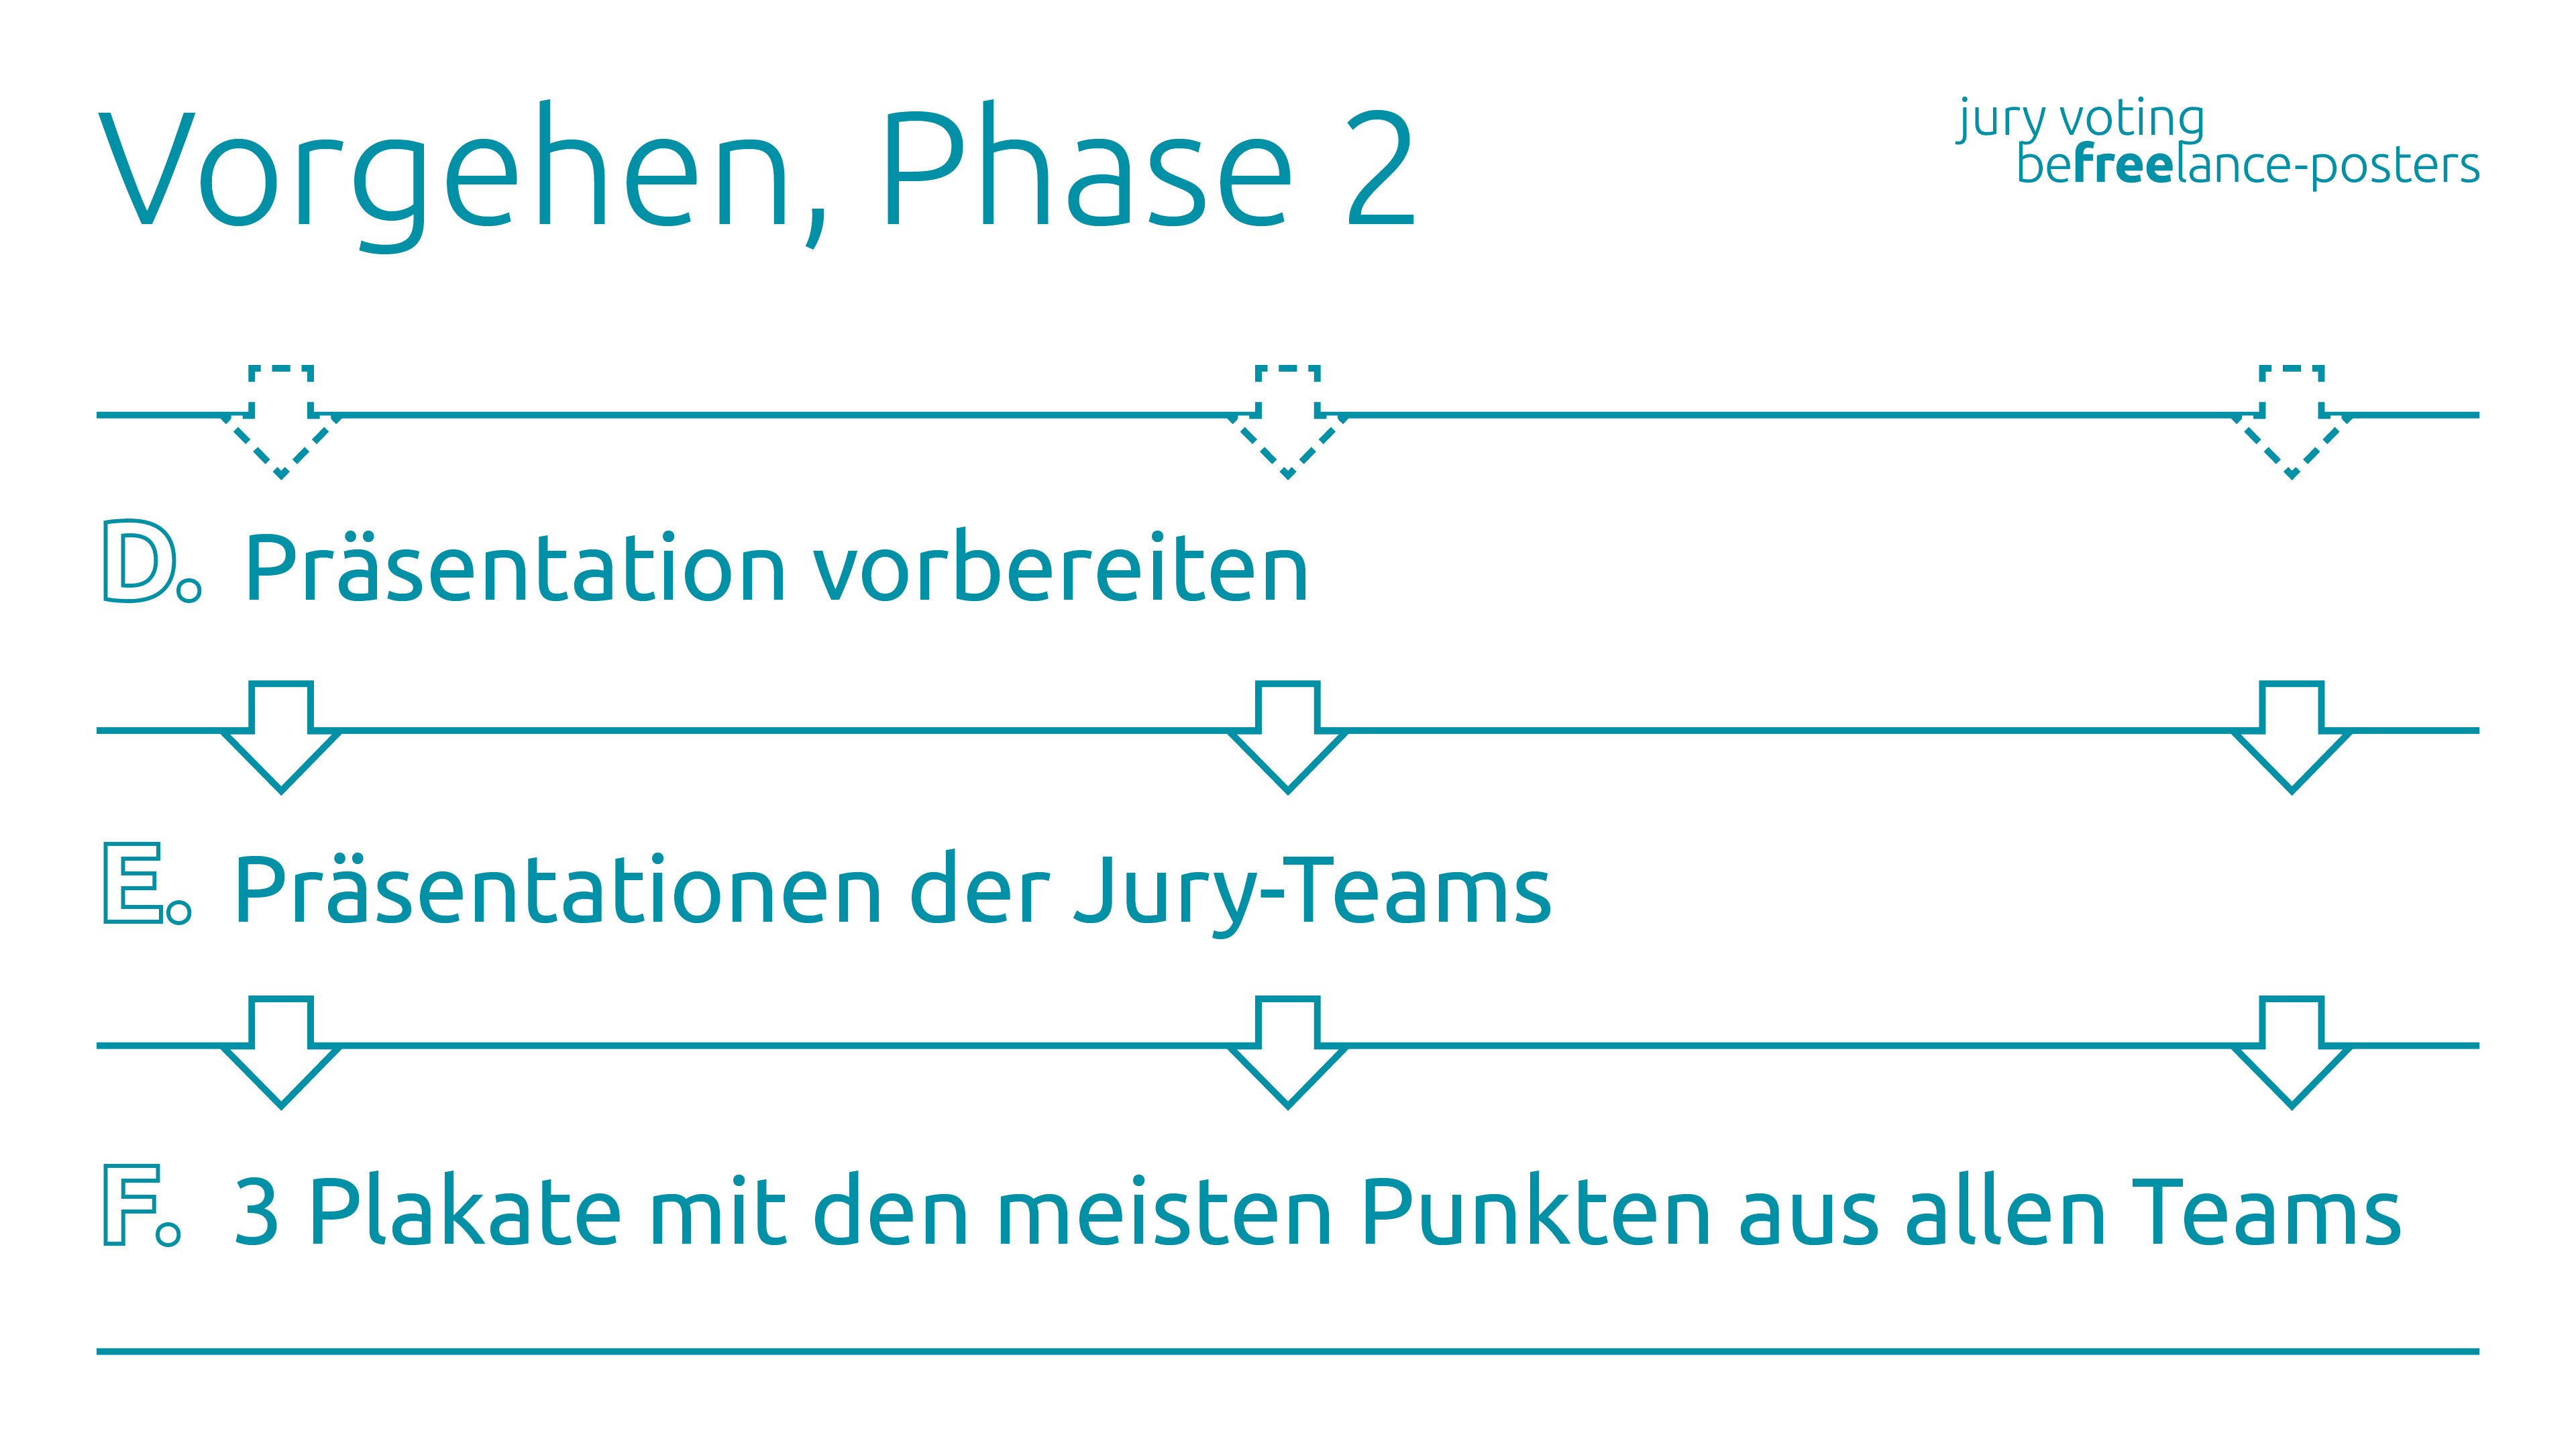 Vorgehen, Phase 2
jury voting
befreelance-posters
D. Präsentation vorbereiten
E. Präsentationen der Jury-Teams
F. 3 Plakate mit den meisten Punkten aus allen Teams